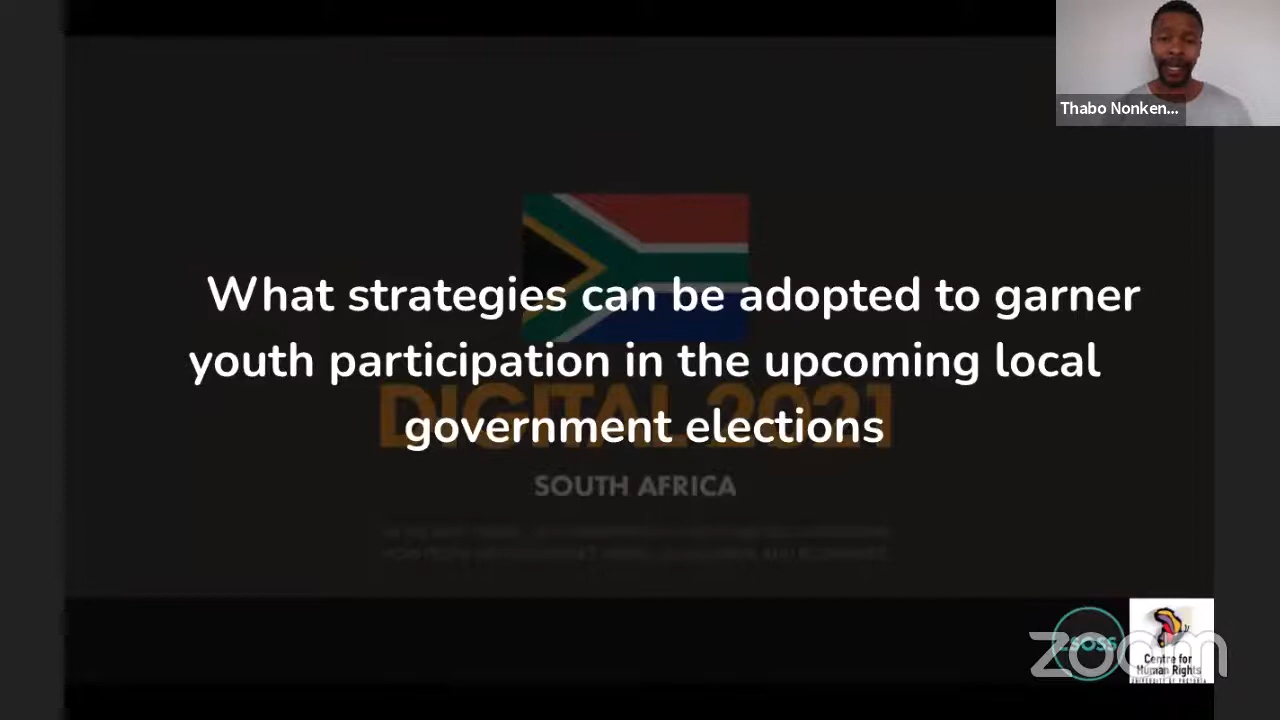 Thabo Nonken...
What strategies can be adopted to garner
youth participation in the upcoming local
government elections
DIGITAL 2021
SOUTH AFRICA
zoom
Centre for
Human Rights